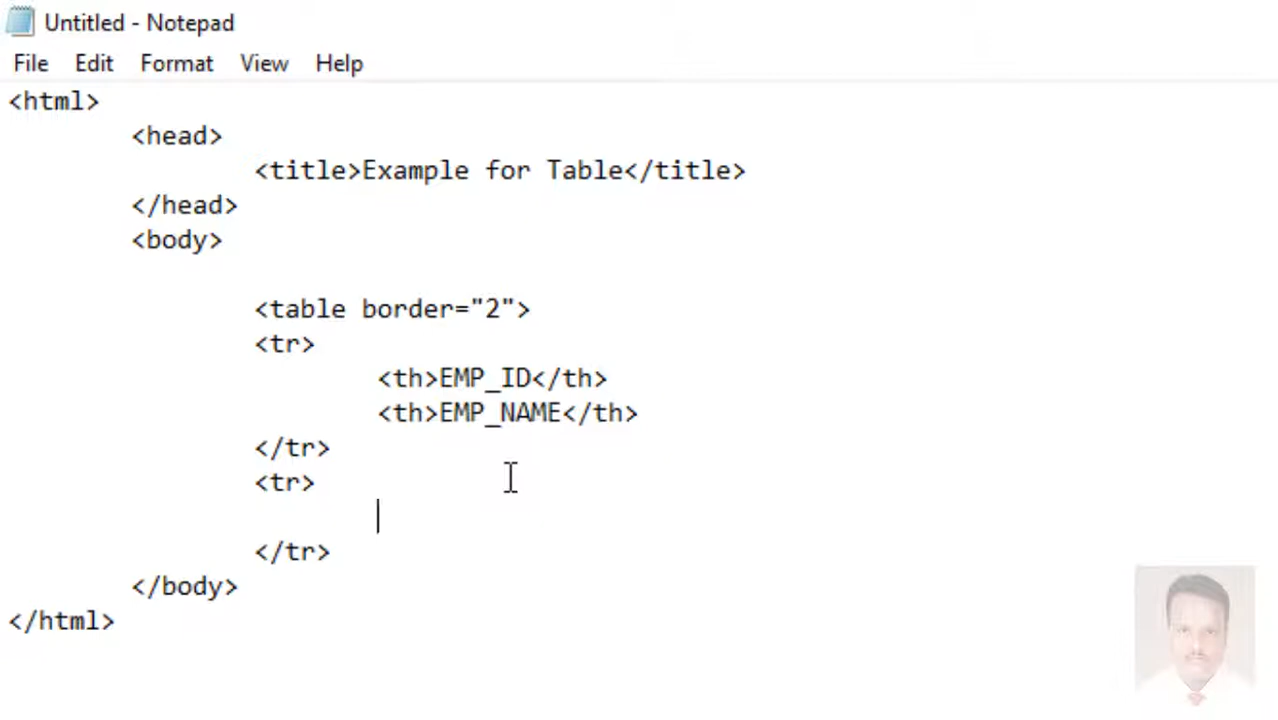 Untitled - Notepad
File Edit Format View Help
<html>
<head>
<title>Example for Table</title>
</head>
<body>
<table border="2">
<tr>
<th>EMP_ID</th>
<th>EMP_NAME</th>
</tr>
<tr>
</tr>
</body>
</html>